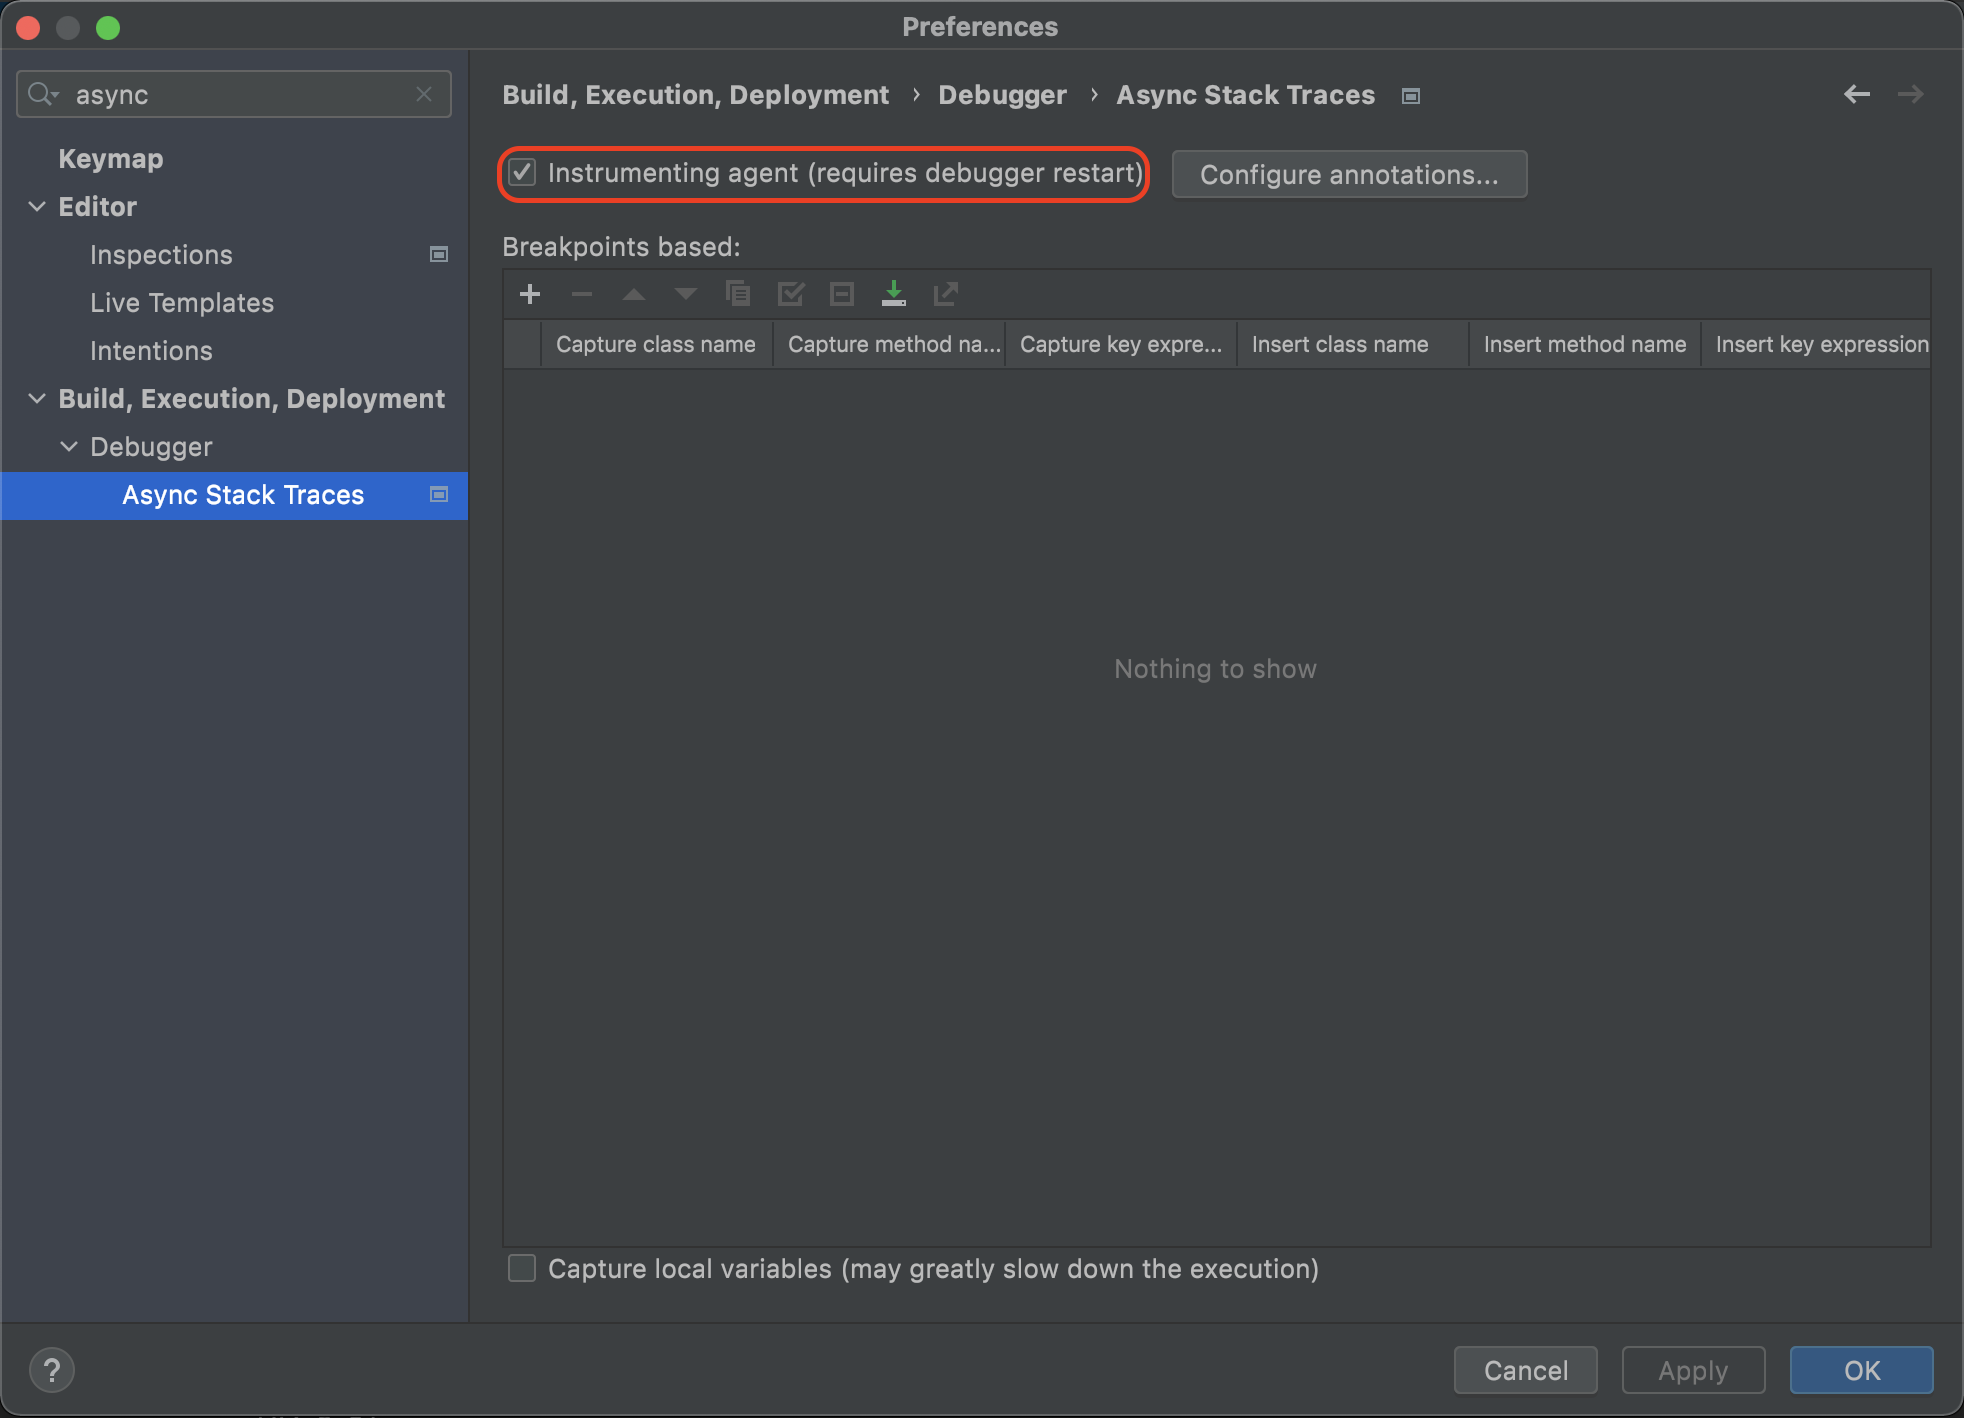 Preferences
async
Keymap
Editor
Inspections
Live Templates
Intentions
Build, Execution, Deployment
Debugger
Async Stack Traces
Build, Execution, Deployment › Debugger › Async Stack Traces
Instrumenting agent (requires debugger restart)
Configure annotations...
Breakpoints based:
Capture class name Capture method na... Capture key expre... Insert class name Insert method name Insert key expression
Nothing to show
Capture local variables (may greatly slow down the execution)
?
Cancel Apply OK